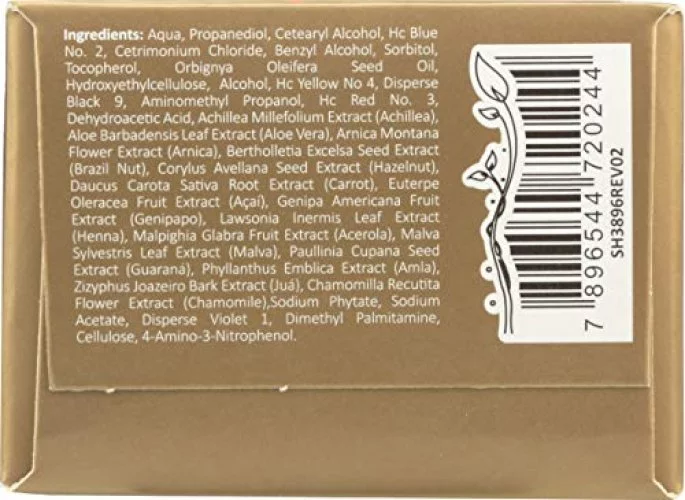 Ingredients: Aqua, Propanediol, Cetearyl Alcohol, Hc Blue
No. 2, Cetrimonium Chloride, Benzyl Alcohol, Sorbitol,
Tocopherol, Orbignya Oleifera Seed Oil,
Hydroxyethylcellulose, Alcohol, Hc Yellow No 4, Disperse
Black 9, Aminomethyl Propanol, Hc Red No. 3,
Dehydroacetic Acid, Achillea Millefolium Extract (Achillea),
Aloe Barbadensis Leaf Extract (Aloe Vera), Arnica Montana
Flower Extract (Arnica), Bertholletia Excelsa Seed Extract
(Brazil Nut), Corylus Avellana Seed Extract (Hazelnut),
Daucus Carota Sativa Root Extract (Carrot), Euterpe
Oleracea Fruit Extract (Açaí), Genipa Americana Fruit
Extract (Genipapo), Lawsonia Inermis Leaf Extract
(Henna), Malpighia Glabra Fruit Extract (Acerola), Malva
Sylvestris Leaf Extract (Malva), Paullinia Cupana Seed
Extract (Guarana), Phyllanthus Emblica Extract (Amla),
Zizyphus Joazeiro Bark Extract (Juá), Chamomilla Recutita
Flower Extract (Chamomile),Sodium Phytate, Sodium
Acetate, Disperse Violet 1, Dimethyl Palmitamine,
Cellulose, 4-Amino-3-Nitrophenol.
7 896544 720244
SH3896REV02